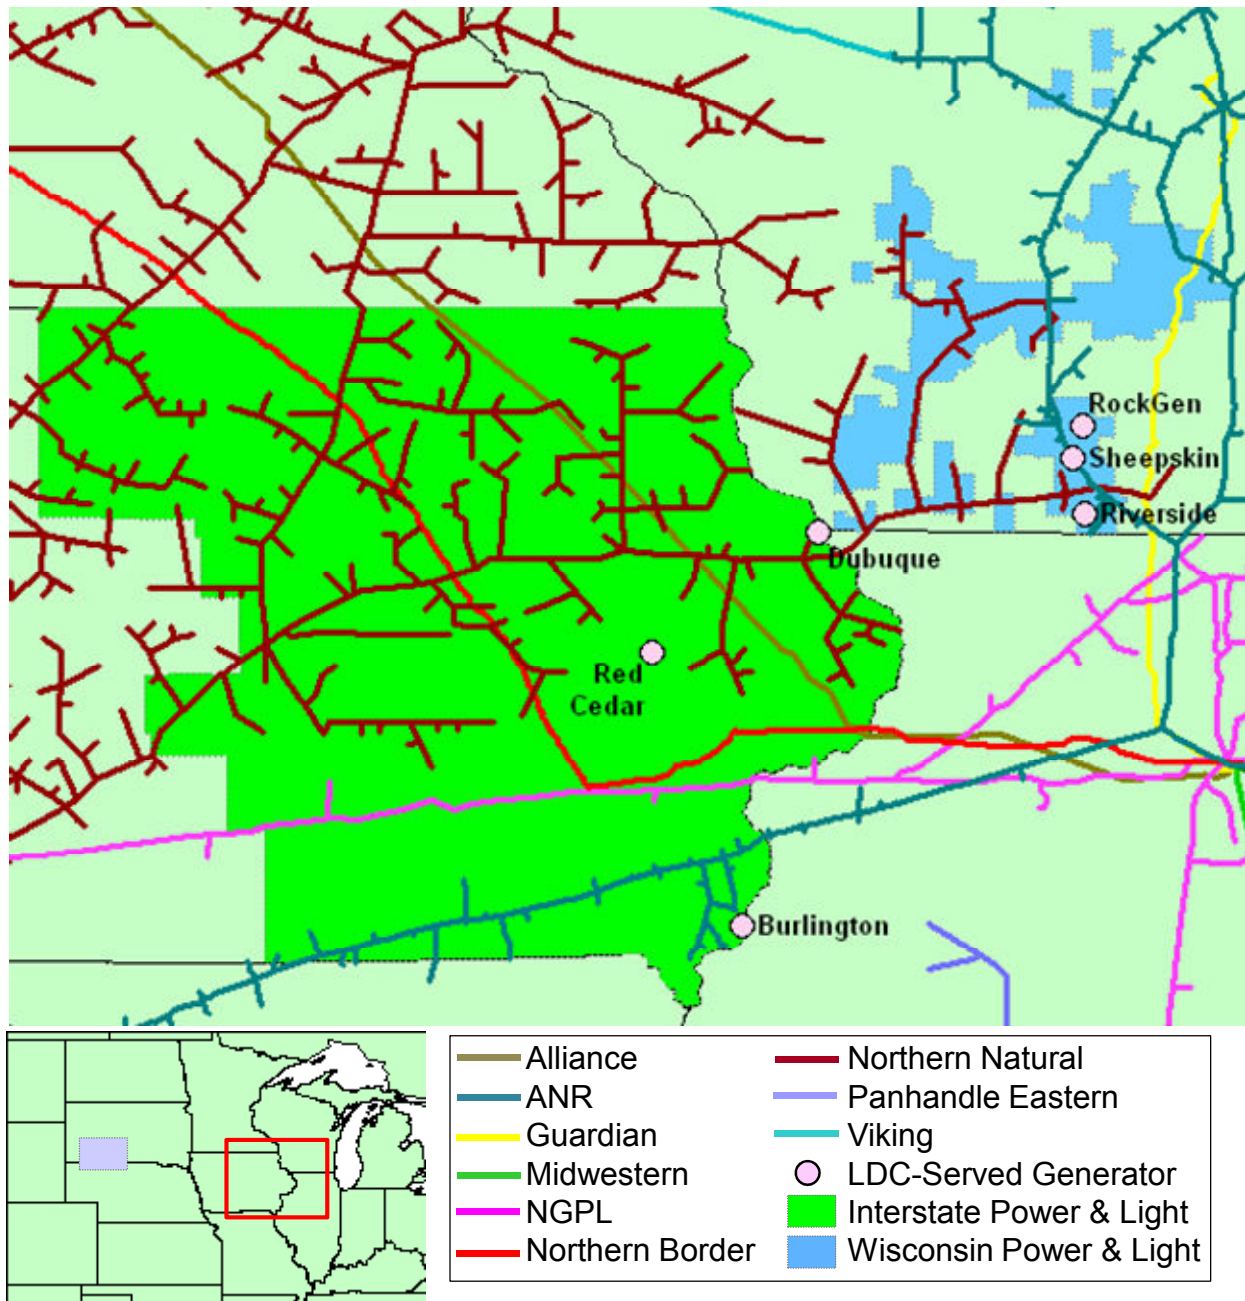 RockGen
Sheepskin
Riverside
Dubuque
Red
Cedar
Burlington
Alliance
ANR
Guardian
Midwestern
NGPL
Northern Border
Northern Natural
Panhandle Eastern
Viking
LDC-Served Generator
Interstate Power & Light
Wisconsin Power & Light